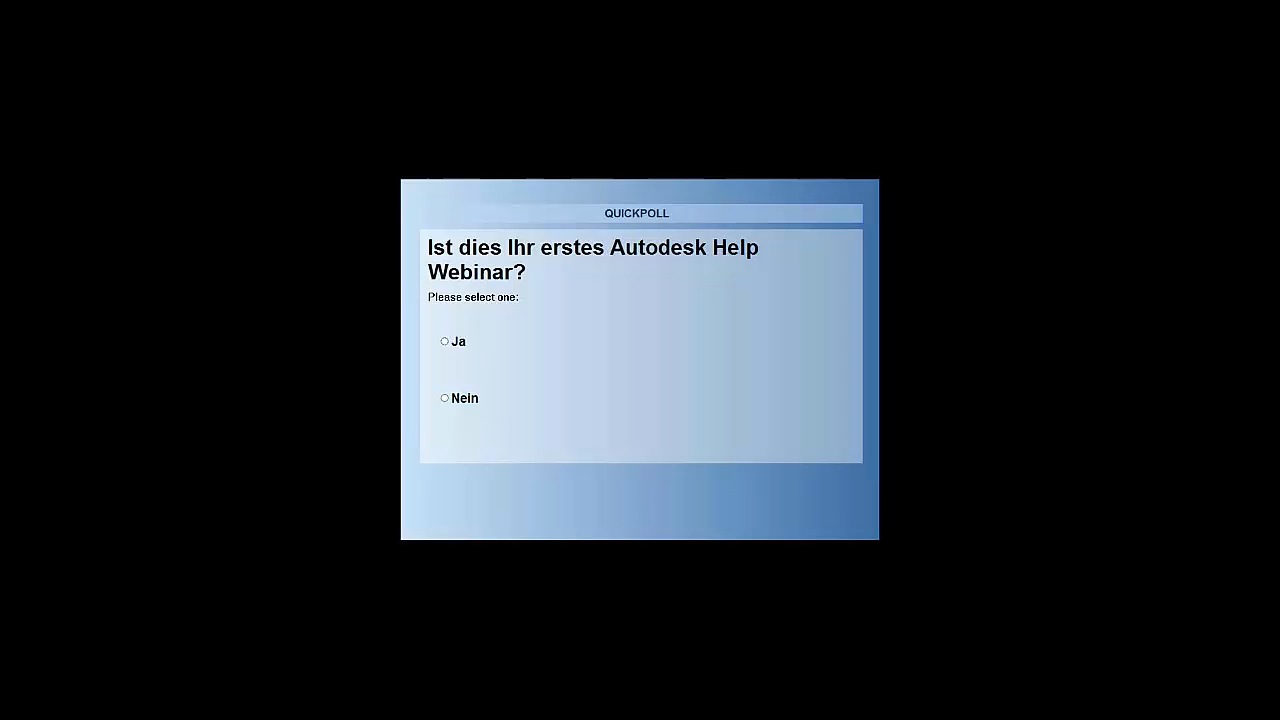 QUICKPOLL
Ist dies Ihr erstes Autodesk Help
Webinar?
Please select one:
Ja
Nein